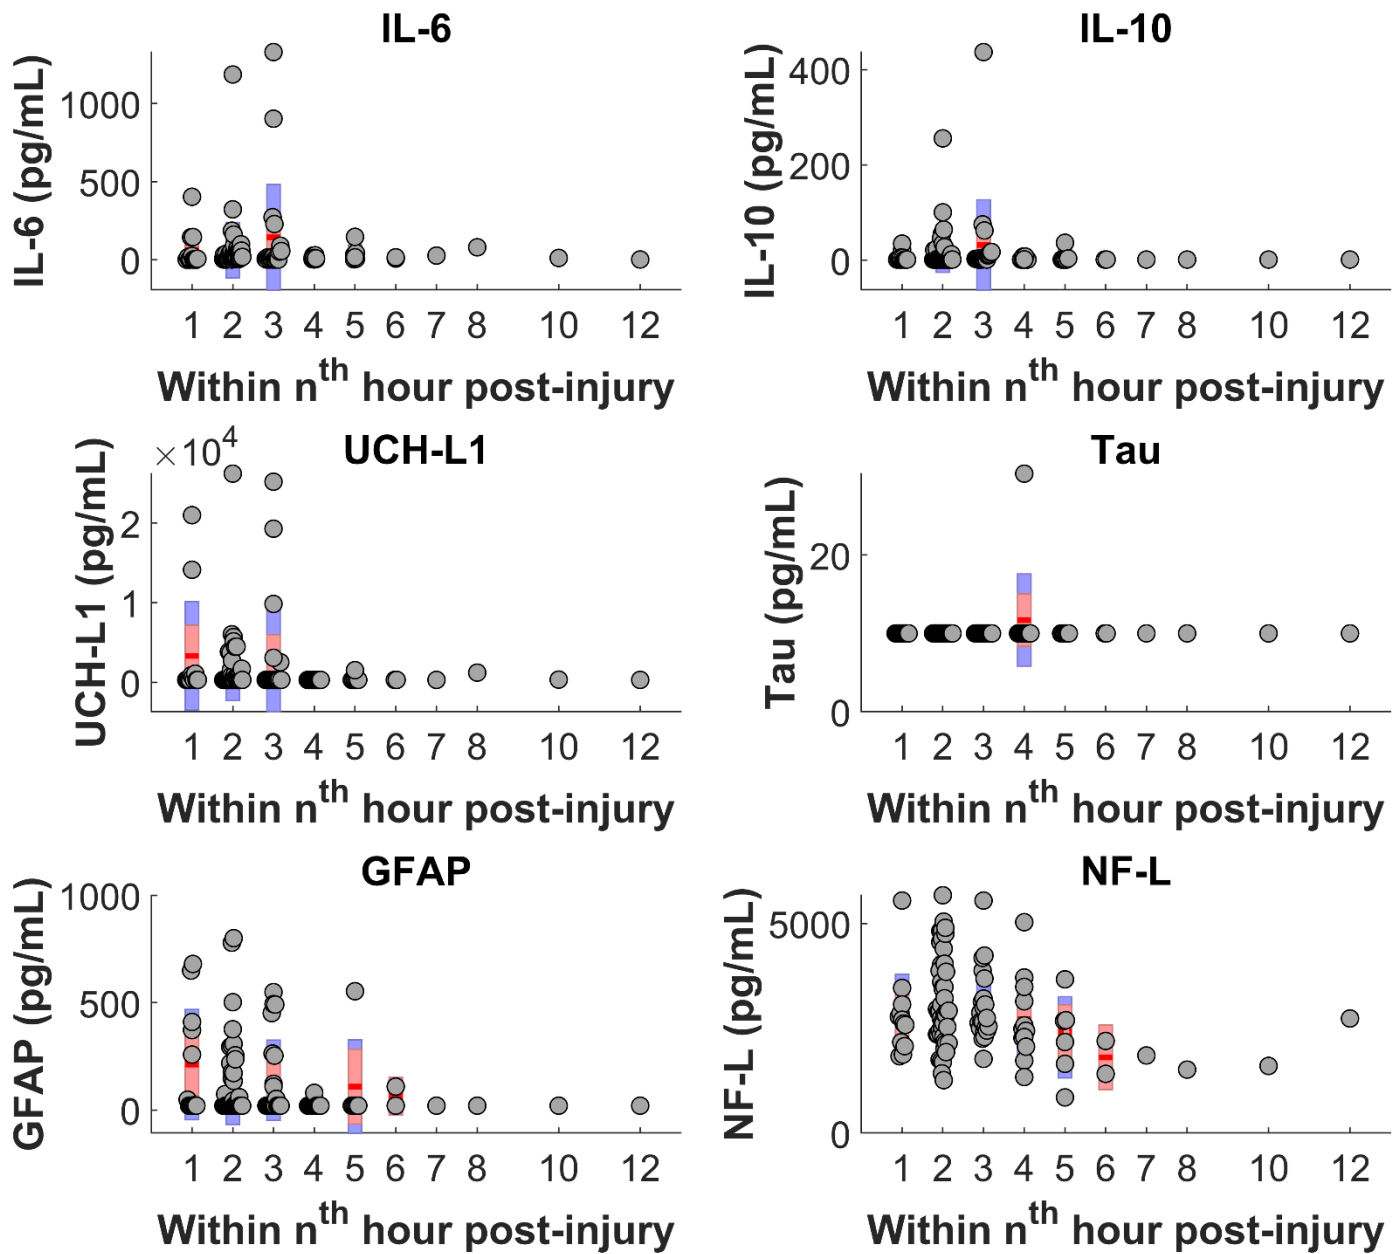 IL-6
IL-6 (pg/mL)
1000
500
0
1 2 3 4 5 6 7 8 10 12
Within nth hour post-injury
IL-10
IL-10 (pg/mL)
400
200
0
1 2 3 4 5 6 7 8 10 12
Within nth hour post-injury
UCH-L1
×10^4
UCH-L1 (pg/mL)
2
1
0
1 2 3 4 5 6 7 8 10 12
Within nth hour post-injury
Tau
Tau (pg/mL)
20
0
1 2 3 4 5 6 7 8 10 12
Within nth hour post-injury
GFAP
GFAP (pg/mL)
1000
500
0
1 2 3 4 5 6 7 8 10 12
Within nth hour post-injury
NF-L
NF-L (pg/mL)
5000
0
1 2 3 4 5 6 7 8 10 12
Within nth hour post-injury